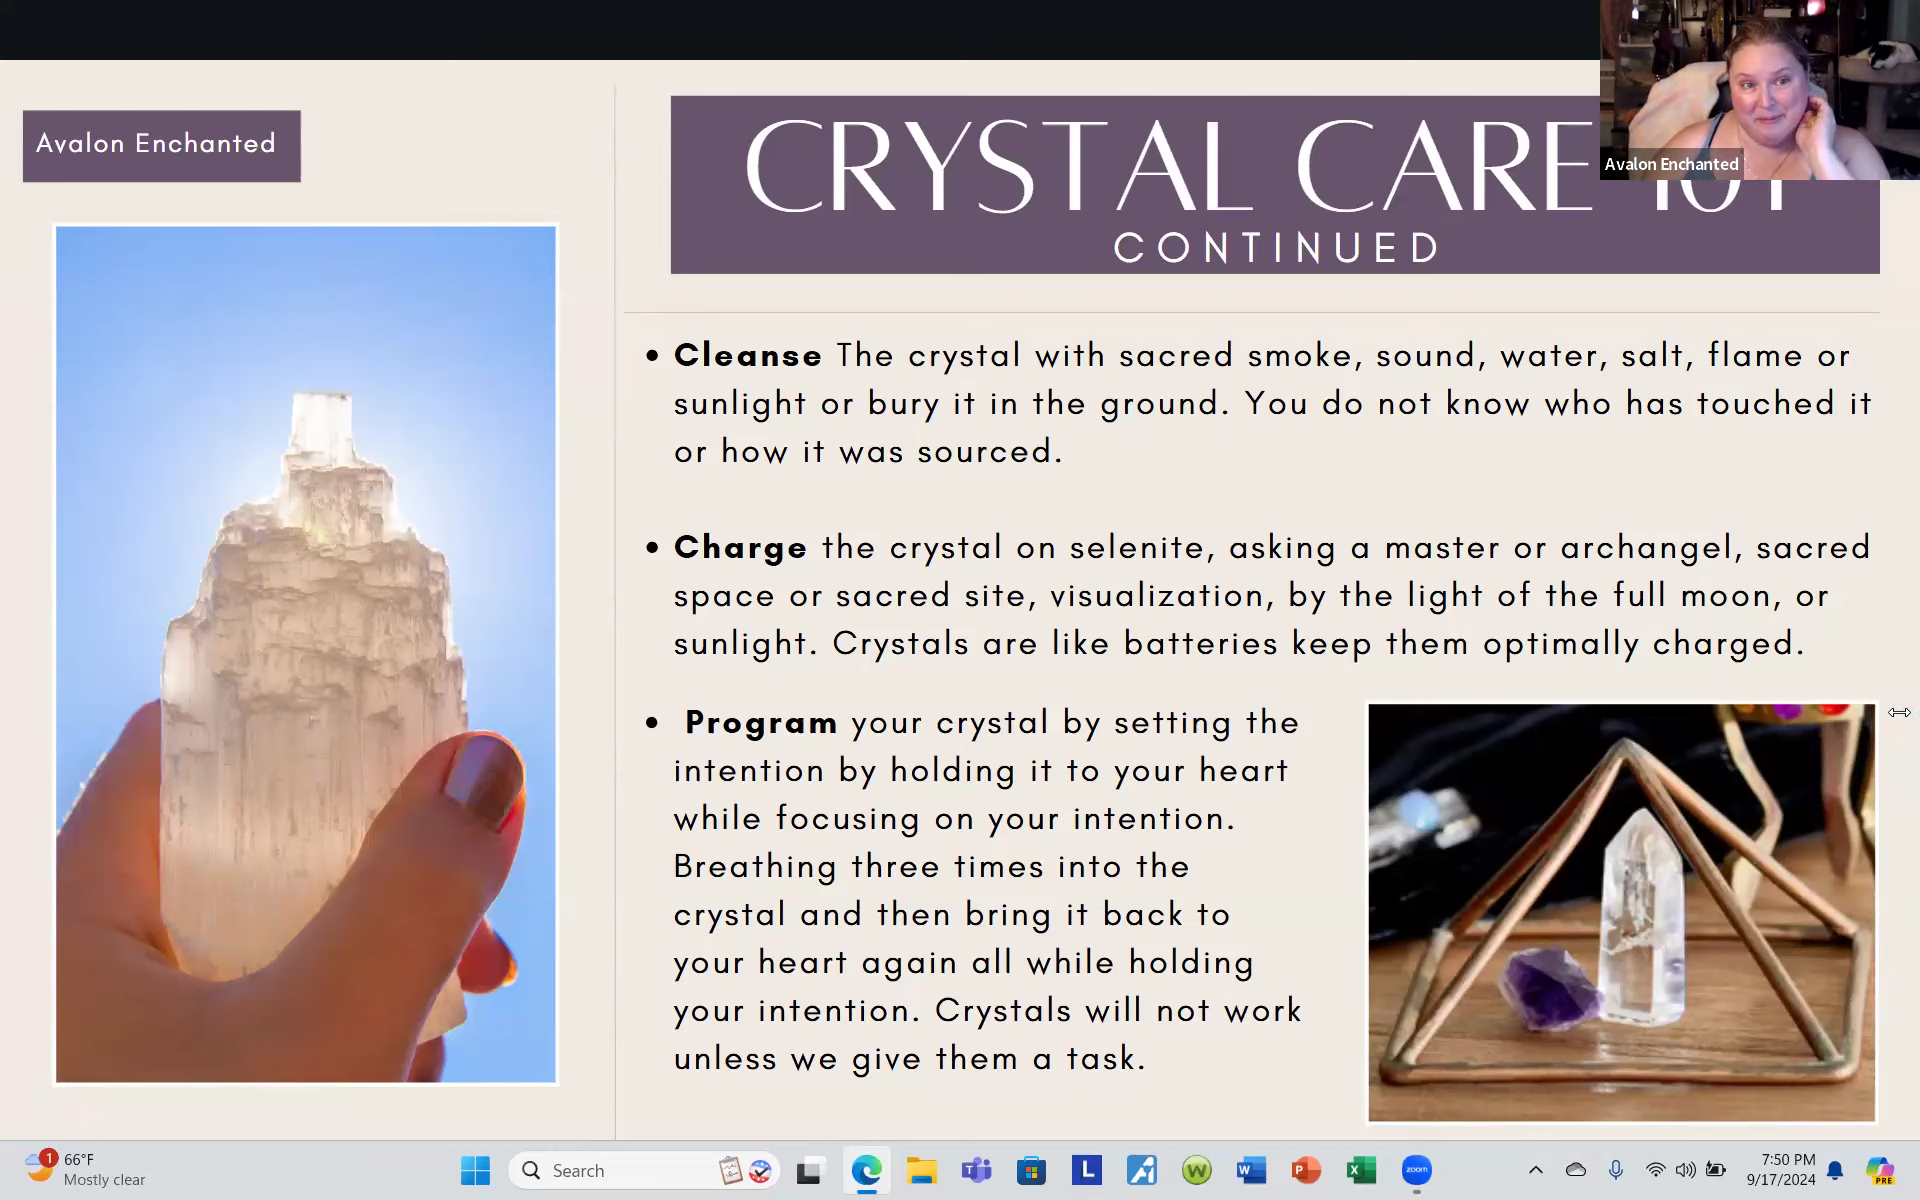 Avalon Enchanted
CRYSTAL CARE 101
CONTINUED
Avalon Enchanted
• Cleanse The crystal with sacred smoke, sound, water, salt, flame or
sunlight or bury it in the ground. You do not know who has touched it
or how it was sourced.
• Charge the crystal on selenite, asking a master or archangel, sacred
space or sacred site, visualization, by the light of the full moon, or
sunlight. Crystals are like batteries keep them optimally charged.
• Program your crystal by setting the
intention by holding it to your heart
while focusing on your intention.
Breathing three times into the
crystal and then bring it back to
your heart again all while holding
your intention. Crystals will not work
unless we give them a task.
1
66°F
Mostly clear
Search
T
L
W
W
P
X
zoom
7:50 PM
9/17/2024
PRE